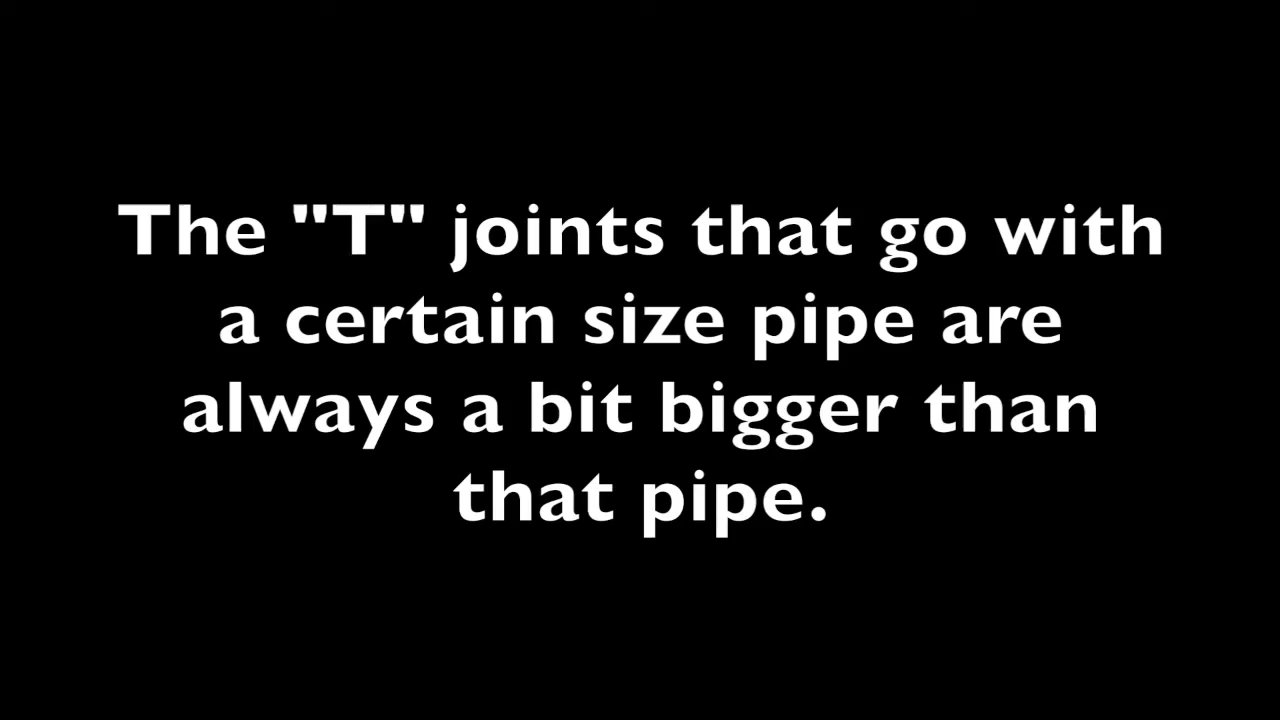 The "T" joints that go with
a certain size pipe are
always a bit bigger than
that pipe.